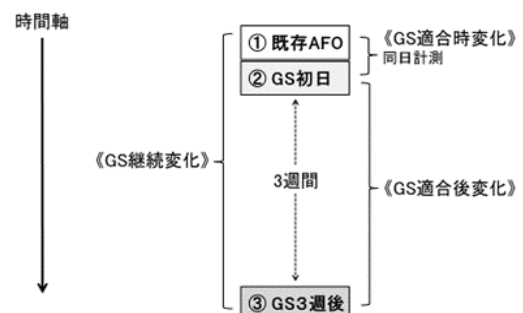 時間軸
① 既存AFO
《GS適合時変化》
同日計測
② GS初日
《GS継続変化》
3週間
《GS適合後変化》
③ GS3週後